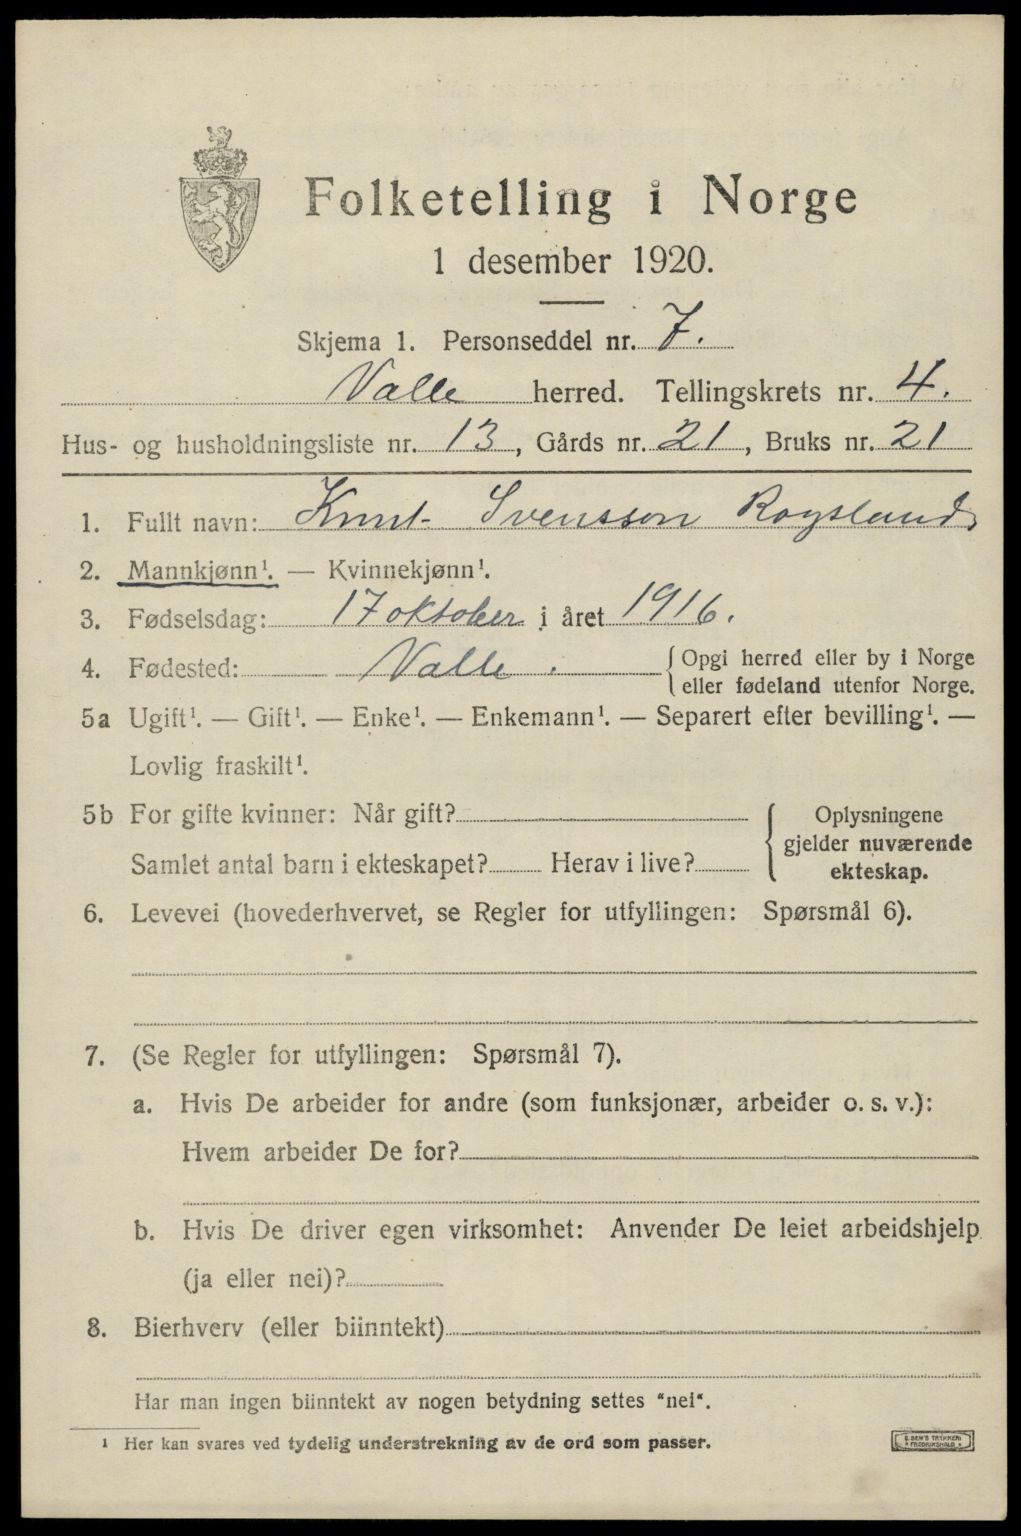 Folketelling i Norge
1 desember 1920.
Skjema 1. Personseddel nr. 7.
Valle herred. Tellingskrets nr. 4.
Hus- og husholdningsliste nr. 13, Gårds nr. 21, Bruks nr. 21
1. Fullt navn: Knut Svensson Rogsland
2. Mannkjønn¹. — Kvinnekjønn¹.
3. Fødselsdag: 17 oktober i året 1916.
4. Fødested: Valle. Opgi herred eller by i Norge
eller fødeland utenfor Norge.
5a Ugift¹. — Gift¹. — Enke¹. — Enkemann¹. — Separert efter bevilling¹. —
Lovlig fraskilt¹.
5b For gifte kvinner: Når gift?
Samlet antal barn i ekteskapet? Herav i live?
Oplysningene
gjelder nuværende
ekteskap.
6. Levevei (hovederhvervet, se Regler for utfyllingen: Spørsmål 6).
7. (Se Regler for utfyllingen: Spørsmål 7).
a. Hvis De arbeider for andre (som funksjonær, arbeider o. s. v.):
Hvem arbeider De for?
b. Hvis De driver egen virksomhet: Anvender De leiet arbeidshjelp
(ja eller nei)?
8. Bierhverv (eller biinntekt)
Har man ingen biinntekt av nogen betydning settes "nei".
¹ Her kan svares ved tydelig understrekning av de ord som passer.